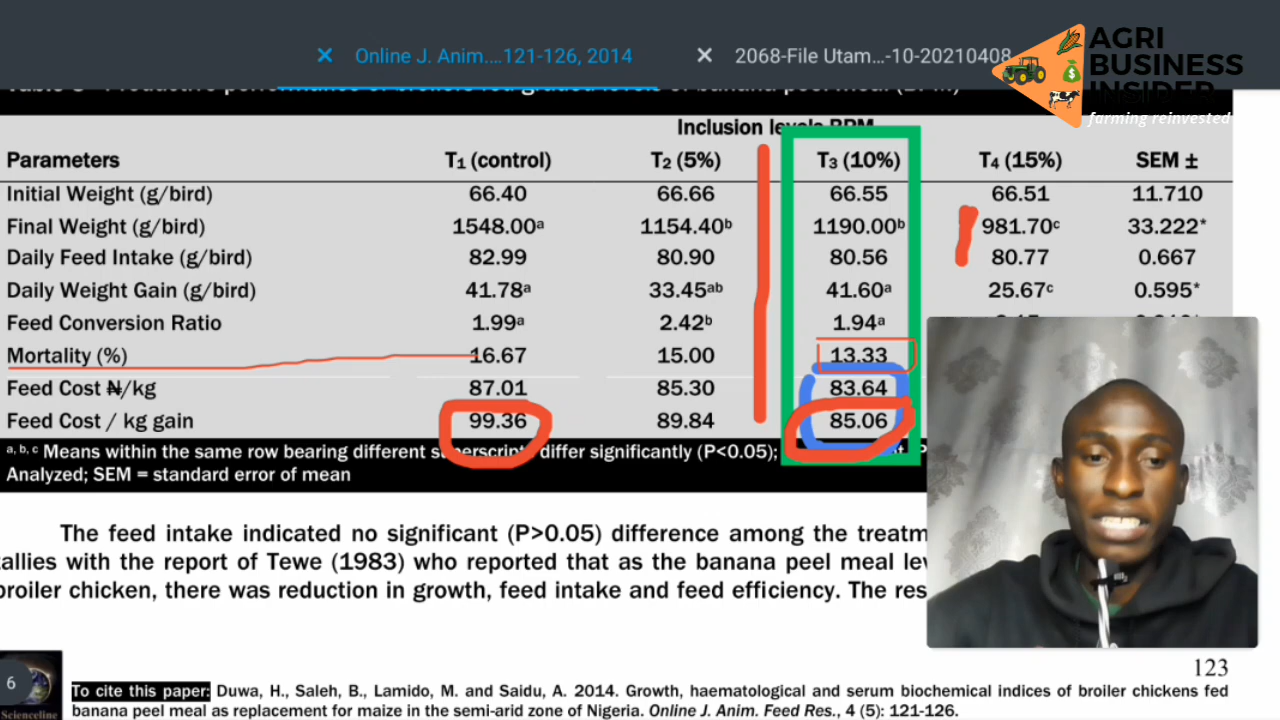 Online J. Anim....121-126, 2014
2068-File Utam...-10-20210408
AGRI
BUSINESS
INSIDER
farming reinvested
Inclusion levels BPM
Parameters T₁ (control) T₂ (5%) T₃ (10%) T₄ (15%) SEM ±
Initial Weight (g/bird) 66.40 66.66 66.55 66.51 11.710
Final Weight (g/bird) 1548.00ᵃ 1154.40ᵇ 1190.00ᵇ 981.70ᶜ 33.222*
Daily Feed Intake (g/bird) 82.99 80.90 80.56 80.77 0.667
Daily Weight Gain (g/bird) 41.78ᵃ 33.45ᵃᵇ 41.60ᵃ 25.67ᶜ 0.595*
Feed Conversion Ratio 1.99ᵃ 2.42ᵇ 1.94ᵃ
Mortality (%) 16.67 15.00 13.33
Feed Cost ₦/kg 87.01 85.30 83.64
Feed Cost / kg gain 99.36 89.84 85.06
a, b, c Means within the same row bearing different superscripts differ significantly (P<0.05);
Analyzed; SEM = standard error of mean
The feed intake indicated no significant (P>0.05) difference among the
with the report of Tewe (1983) who reported that as the banana peel meal
broiler chicken, there was reduction in growth, feed intake and feed efficiency. The
123
6
To cite this paper: Duwa, H., Saleh, B., Lamido, M. and Saidu, A. 2014. Growth, haematological and serum biochemical indices of broiler chickens fed
banana peel meal as replacement for maize in the semi-arid zone of Nigeria. Online J. Anim. Feed Res., 4 (5): 121-126.
Scienceline